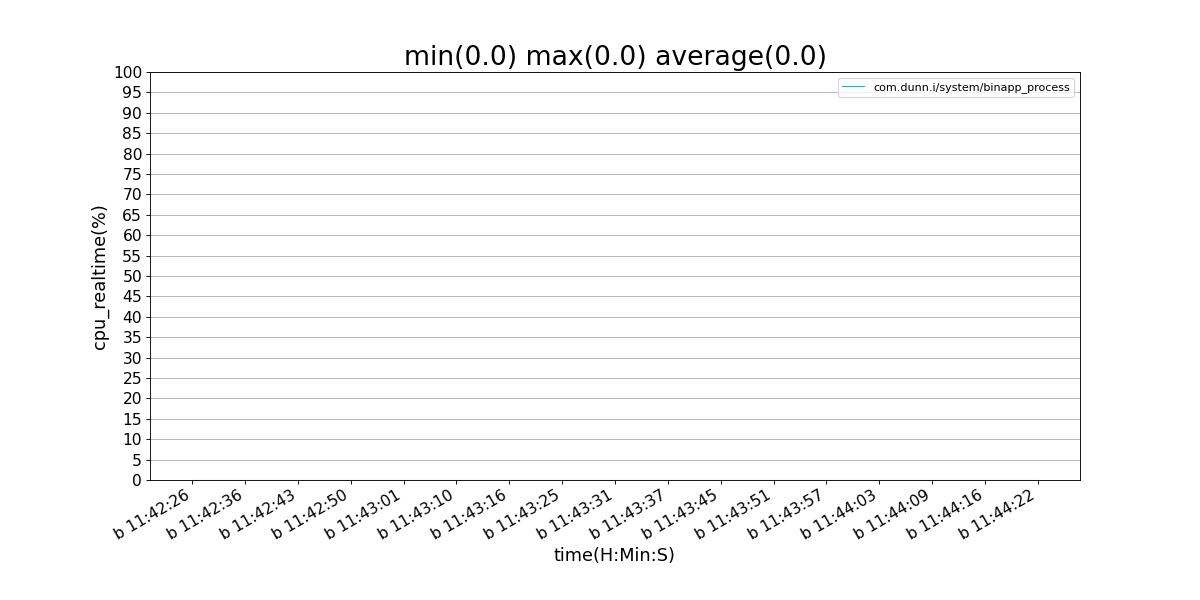 min(0.0) max(0.0) average(0.0)
com.dunn.i/system/binapp_process
100
95
90
85
80
75
70
65
60
55
50
45
40
35
30
25
20
15
10
5
0
cpu_realtime(%)
b 11:42:26
b 11:42:36
b 11:42:43
b 11:42:50
b 11:43:01
b 11:43:10
b 11:43:16
b 11:43:25
b 11:43:31
b 11:43:37
b 11:43:45
b 11:43:51
b 11:43:57
b 11:44:03
b 11:44:09
b 11:44:16
b 11:44:22
time(H:Min:S)